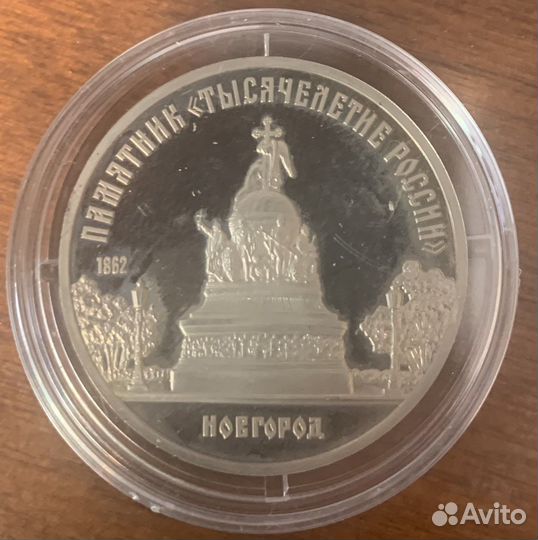 ПАМЯТНИК «ТЫСЯЧЕЛЕТИЕ РОССИИ»
1862
НОВГОРОД
Avito